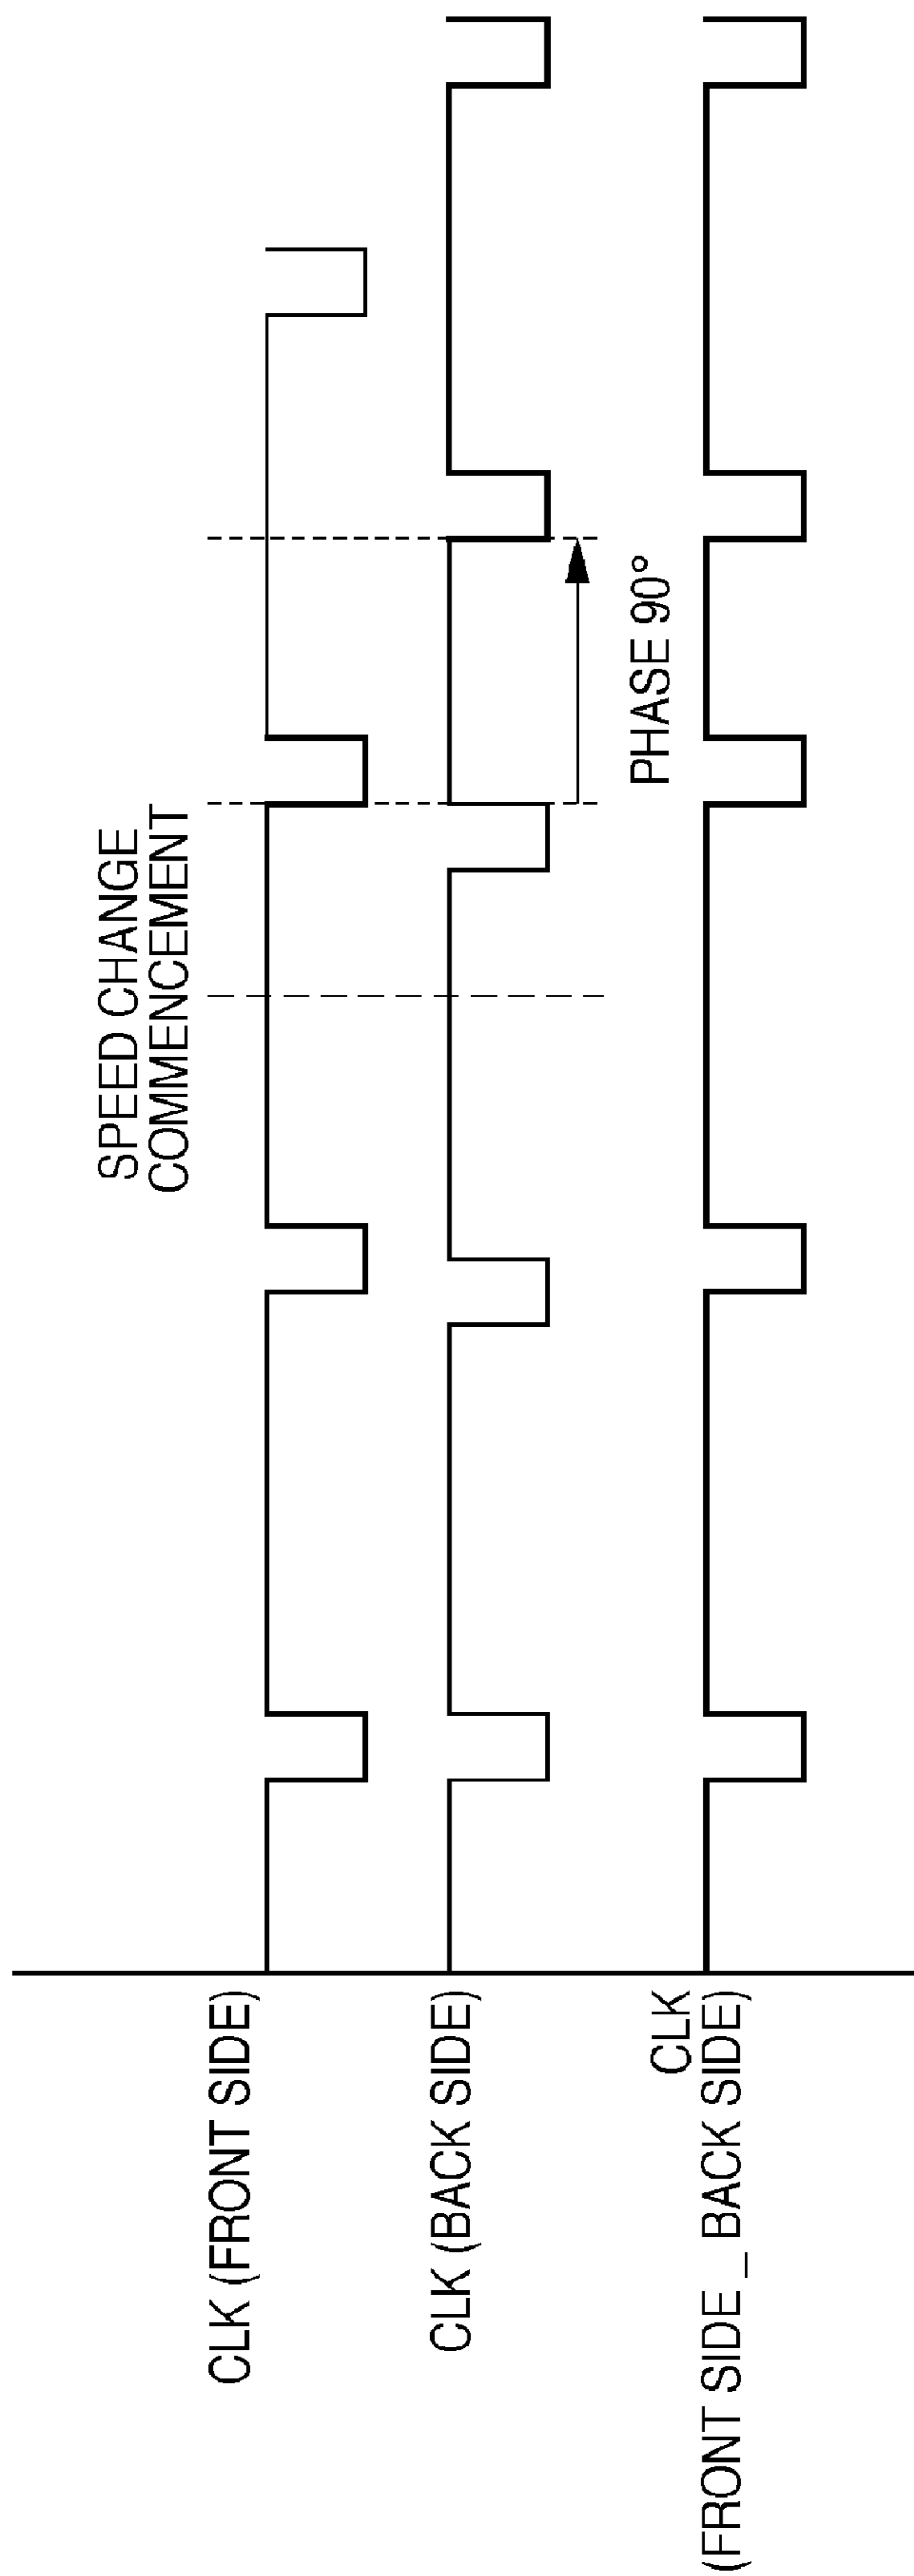 SPEED CHANGE
COMMENCEMENT
CLK (FRONT SIDE)
CLK (BACK SIDE)
PHASE 90°
CLK
(FRONT SIDE _ BACK SIDE)